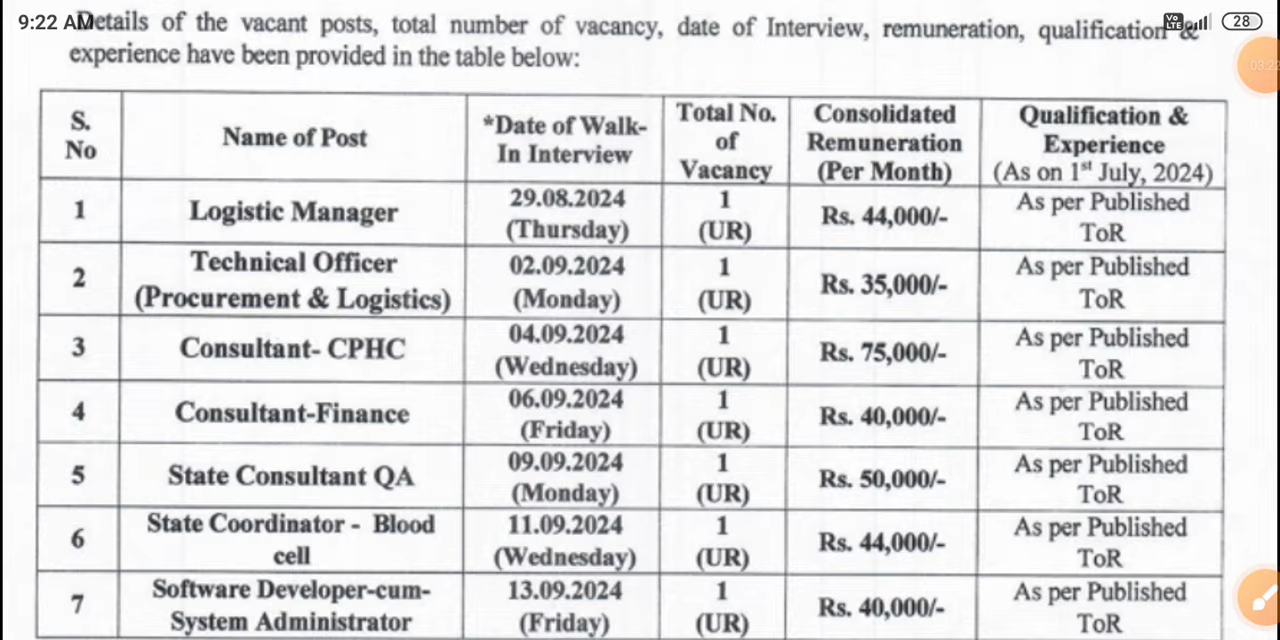 9:22 AM
Vo LTE
28
Details of the vacant posts, total number of vacancy, date of Interview, remuneration, qualification &
experience have been provided in the table below:
03:22
S. No | Name of Post | *Date of Walk-In Interview | Total No. of Vacancy | Consolidated Remuneration (Per Month) | Qualification & Experience (As on 1st July, 2024)
1 | Logistic Manager | 29.08.2024 (Thursday) | 1 (UR) | Rs. 44,000/- | As per Published ToR
2 | Technical Officer (Procurement & Logistics) | 02.09.2024 (Monday) | 1 (UR) | Rs. 35,000/- | As per Published ToR
3 | Consultant- CPHC | 04.09.2024 (Wednesday) | 1 (UR) | Rs. 75,000/- | As per Published ToR
4 | Consultant-Finance | 06.09.2024 (Friday) | 1 (UR) | Rs. 40,000/- | As per Published ToR
5 | State Consultant QA | 09.09.2024 (Monday) | 1 (UR) | Rs. 50,000/- | As per Published ToR
6 | State Coordinator - Blood cell | 11.09.2024 (Wednesday) | 1 (UR) | Rs. 44,000/- | As per Published ToR
7 | Software Developer-cum-System Administrator | 13.09.2024 (Friday) | 1 (UR) | Rs. 40,000/- | As per Published ToR